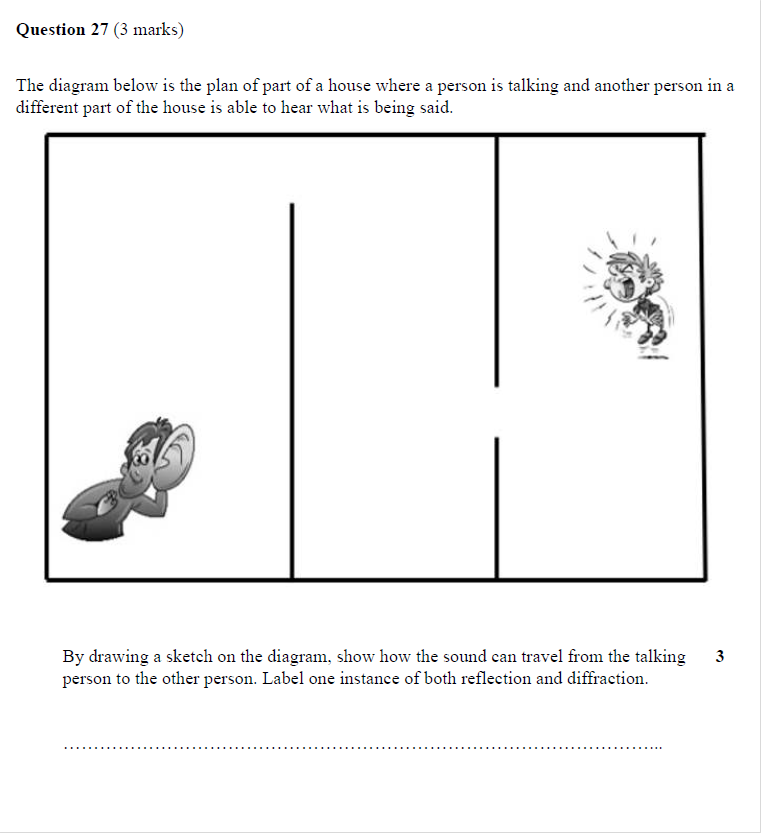 Question 27 (3 marks)
The diagram below is the plan of part of a house where a person is talking and another person in a
different part of the house is able to hear what is being said.
By drawing a sketch on the diagram, show how the sound can travel from the talking 3
person to the other person. Label one instance of both reflection and diffraction.